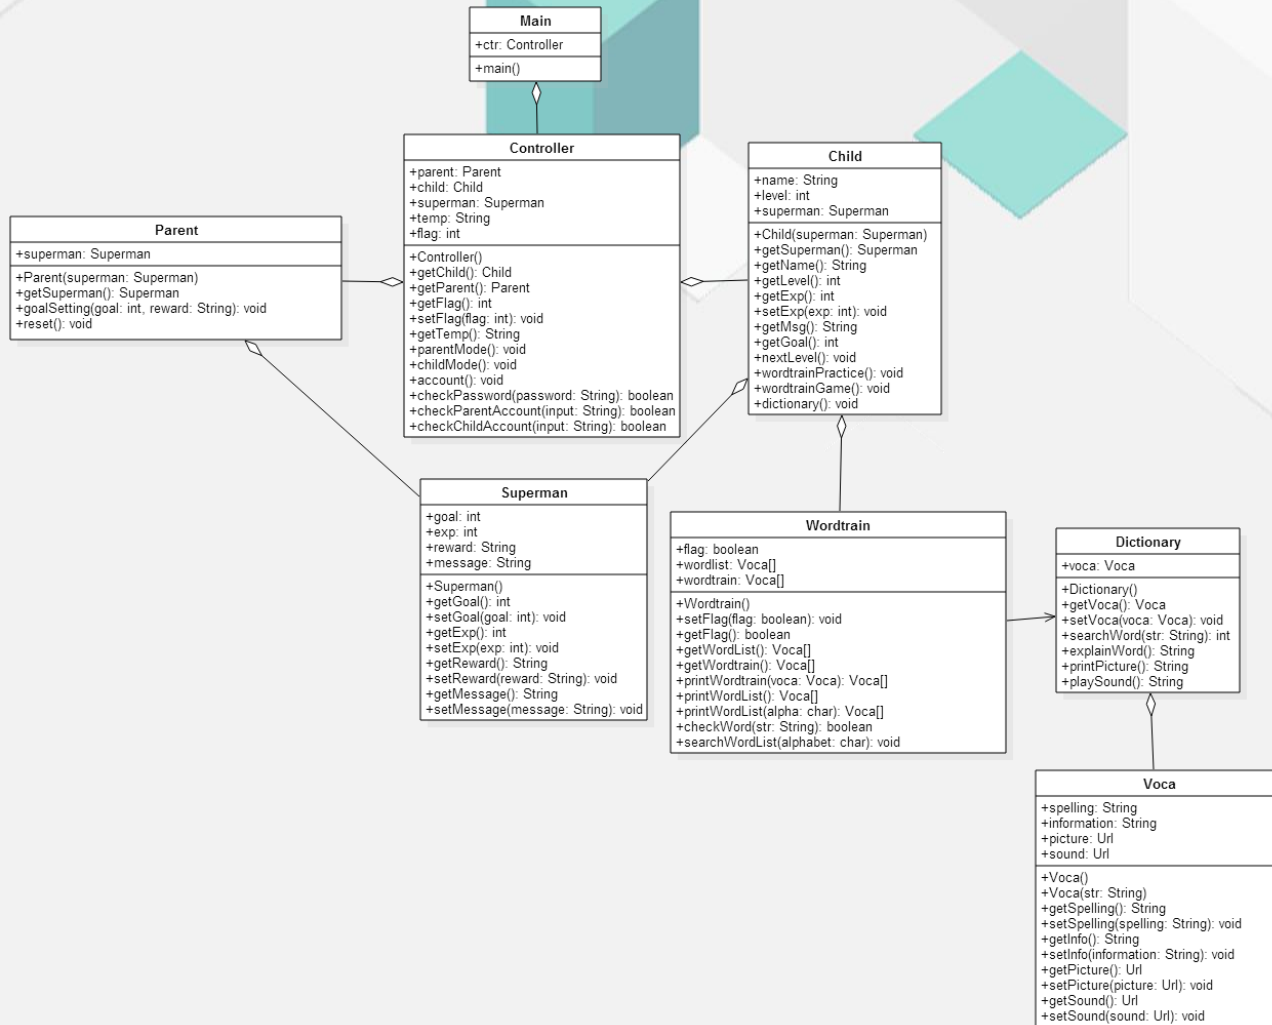 Main
+ctr: Controller
+main()
Controller
+parent: Parent
+child: Child
+superman: Superman
+temp: String
+flag: int
+Controller()
+getChild(): Child
+getParent(): Parent
+getFlag(): int
+setFlag(flag: int): void
+getTemp(): String
+parentMode(): void
+childMode(): void
+account(): void
+checkPassword(password: String): boolean
+checkParentAccount(input: String): boolean
+checkChildAccount(input: String): boolean
Child
+name: String
+level: int
+superman: Superman
+Child(superman: Superman)
+getSuperman(): Superman
+getName(): String
+getLevel(): int
+getExp(): int
+setExp(exp: int): void
+getMsg(): String
+getGoal(): int
+nextLevel(): void
+wordtrainPractice(): void
+wordtrainGame(): void
+dictionary(): void
Parent
+superman: Superman
+Parent(superman: Superman)
+getSuperman(): Superman
+goalSetting(goal: int, reward: String): void
+reset(): void
Superman
+goal: int
+exp: int
+reward: String
+message: String
+Superman()
+getGoal(): int
+setGoal(goal: int): void
+getExp(): int
+setExp(exp: int): void
+getReward(): String
+setReward(reward: String): void
+getMessage(): String
+setMessage(message: String): void
Wordtrain
+flag: boolean
+wordlist: Voca[]
+wordtrain: Voca[]
+Wordtrain()
+setFlag(flag: boolean): void
+getFlag(): boolean
+getWordList(): Voca[]
+getWordtrain(): Voca[]
+printWordtrain(voca: Voca): Voca[]
+printWordList(): Voca[]
+printWordList(alpha: char): Voca[]
+checkWord(str: String): boolean
+searchWordList(alphabet: char): void
Dictionary
+voca: Voca
+Dictionary()
+getVoca(): Voca
+setVoca(voca: Voca): void
+searchWord(str: String): int
+explainWord(): String
+printPicture(): String
+playSound(): String
Voca
+spelling: String
+information: String
+picture: Url
+sound: Url
+Voca()
+Voca(str: String)
+getSpelling(): String
+setSpelling(spelling: String): void
+getInfo(): String
+setInfo(information: String): void
+getPicture(): Url
+setPicture(picture: Url): void
+getSound(): Url
+setSound(sound: Url): void